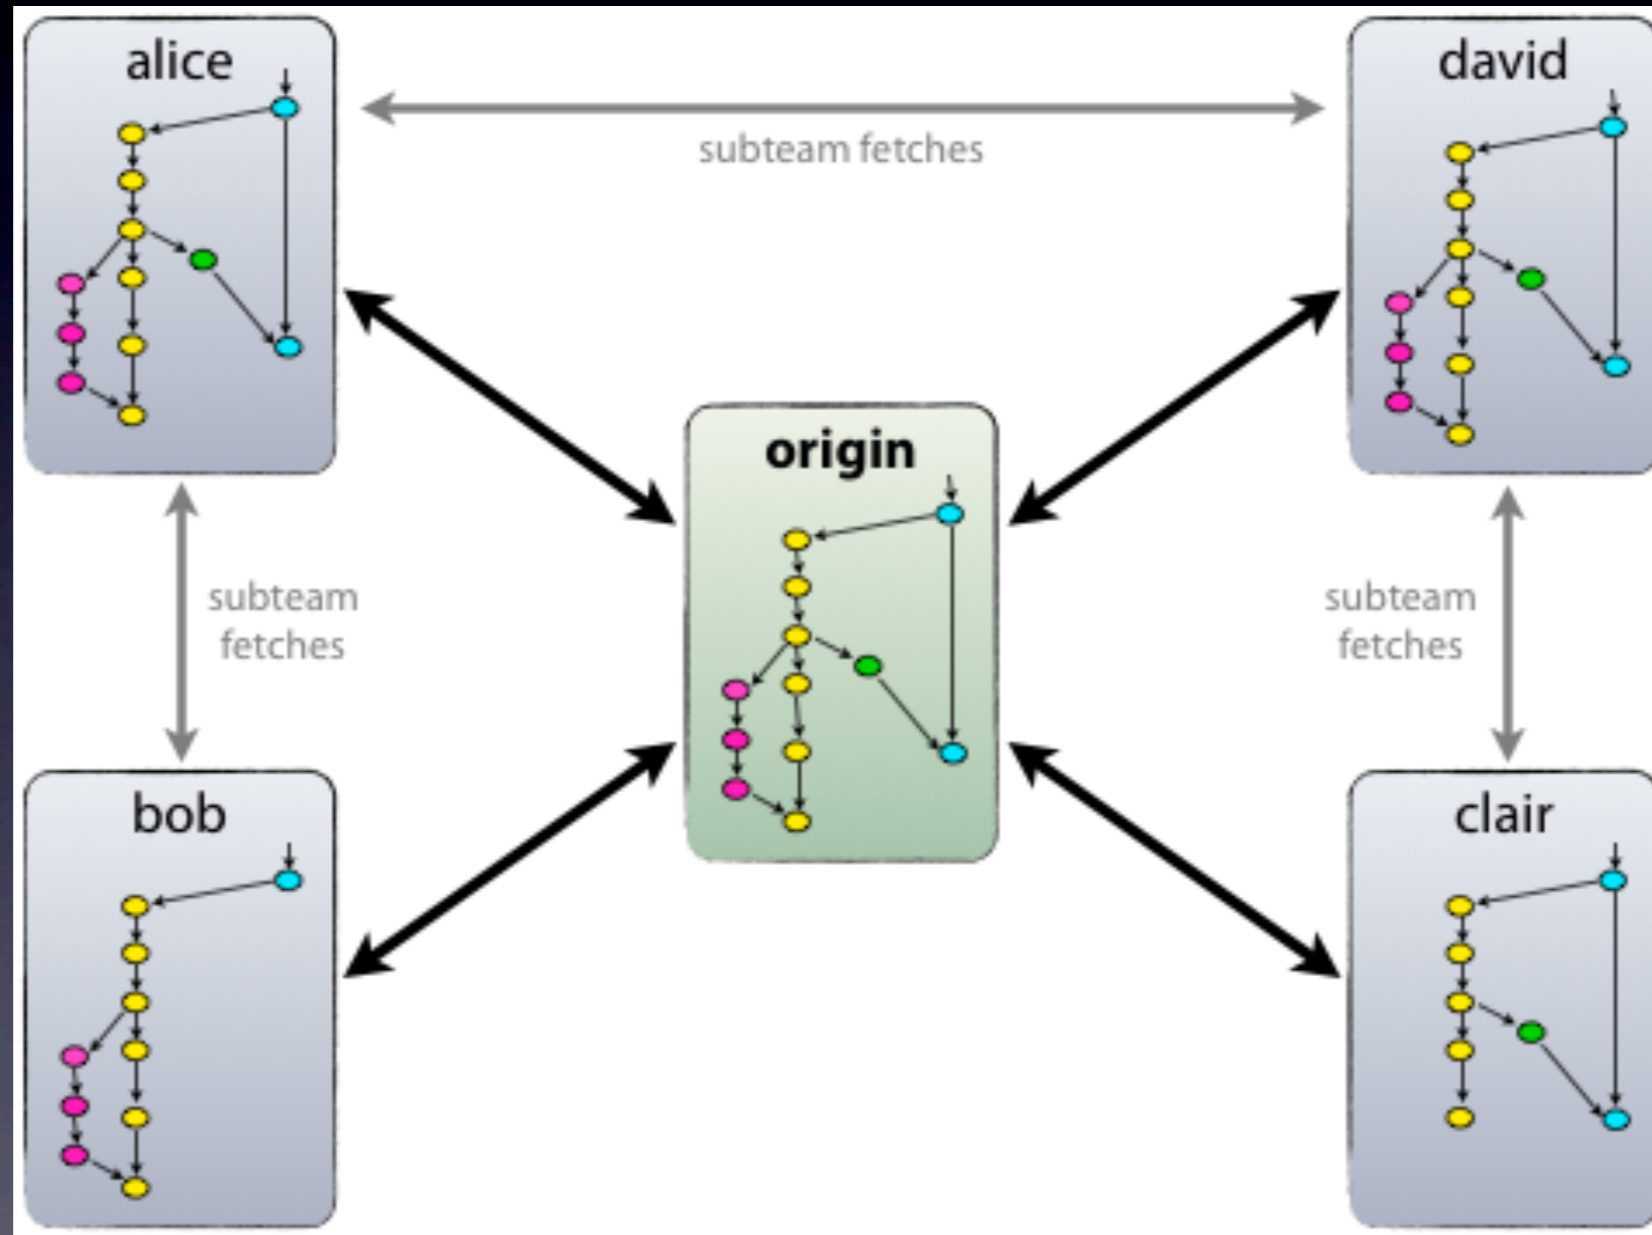 alice
david
subteam fetches
origin
subteam
fetches
subteam
fetches
bob
clair